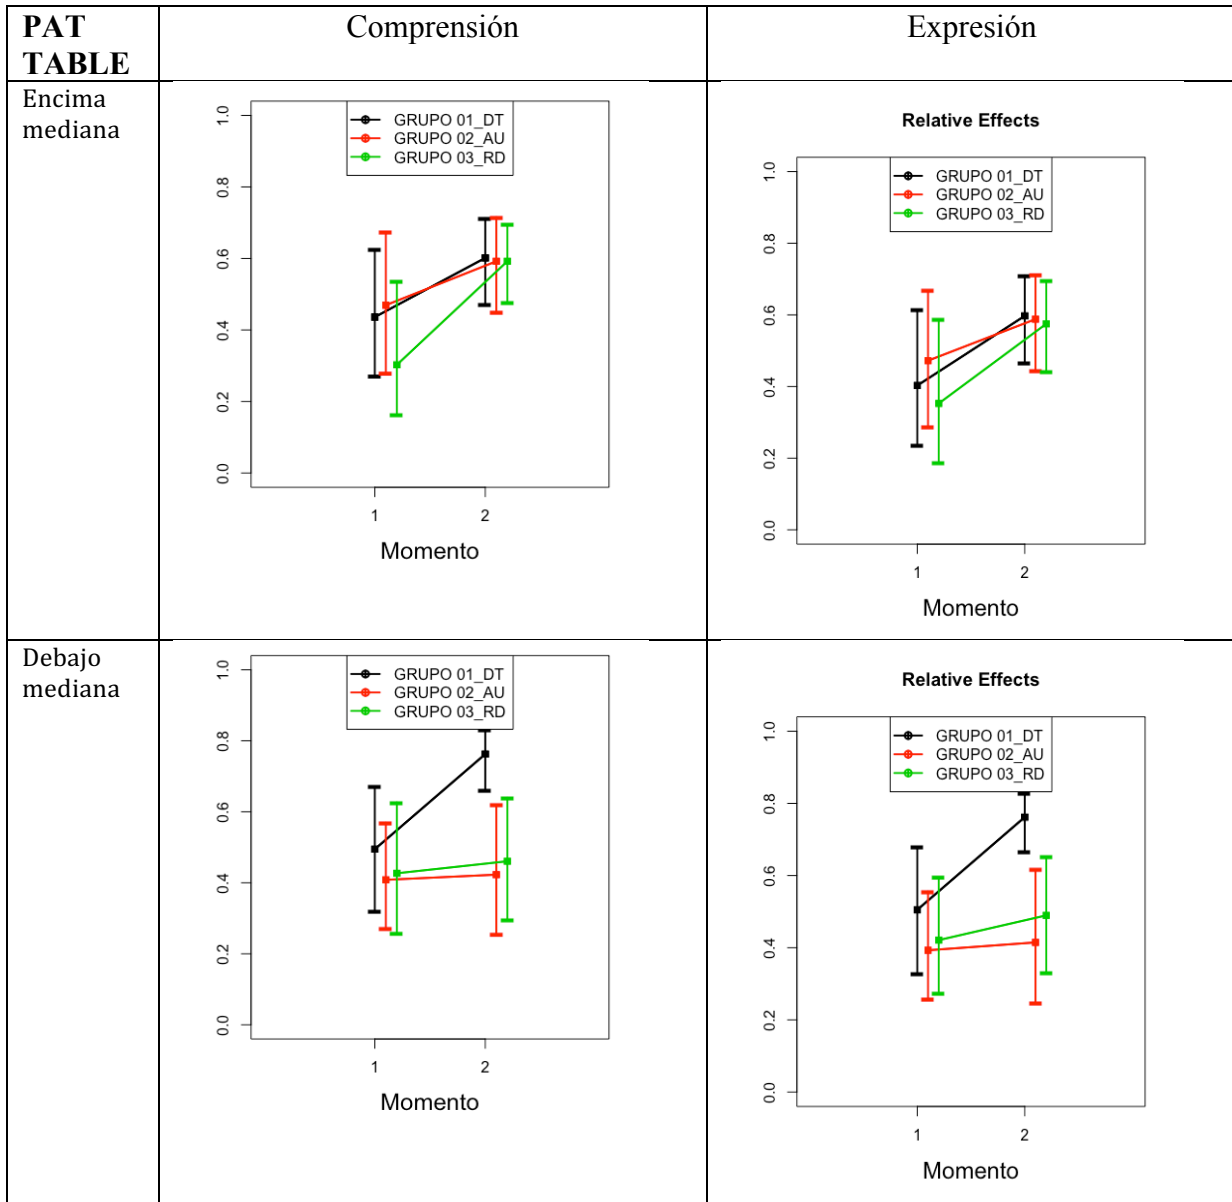 PAT
TABLE
Comprensión
Expresión
Encima
mediana
GRUPO 01_DT
GRUPO 02_AU
GRUPO 03_RD
1.0
0.8
0.6
0.4
0.2
0.0
1
2
Momento
Relative Effects
GRUPO 01_DT
GRUPO 02_AU
GRUPO 03_RD
1.0
0.8
0.6
0.4
0.2
0.0
1
2
Momento
Debajo
mediana
GRUPO 01_DT
GRUPO 02_AU
GRUPO 03_RD
1.0
0.8
0.6
0.4
0.2
0.0
1
2
Momento
Relative Effects
GRUPO 01_DT
GRUPO 02_AU
GRUPO 03_RD
1.0
0.8
0.6
0.4
0.2
0.0
1
2
Momento